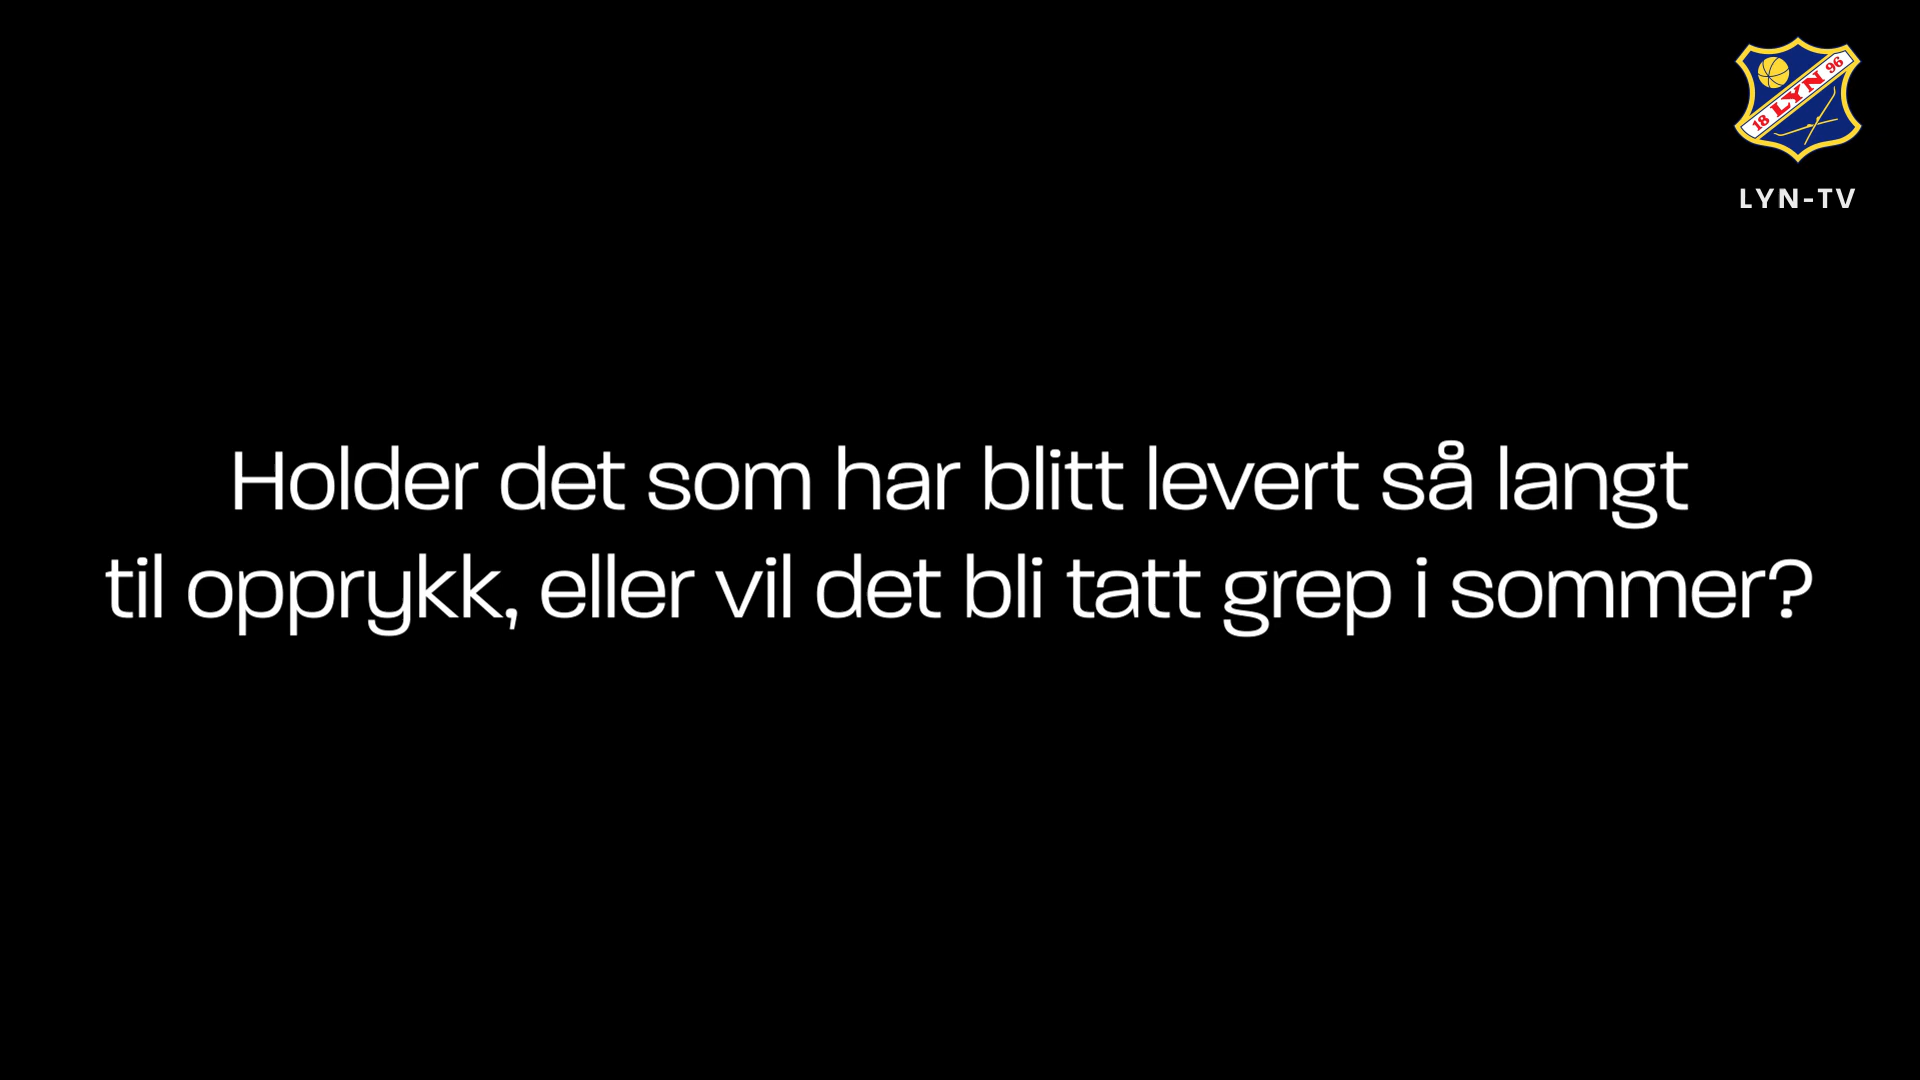 18 LYN 96
LYN-TV
Holder det som har blitt levert så langt
til opprykk, eller vil det bli tatt grep i sommer?